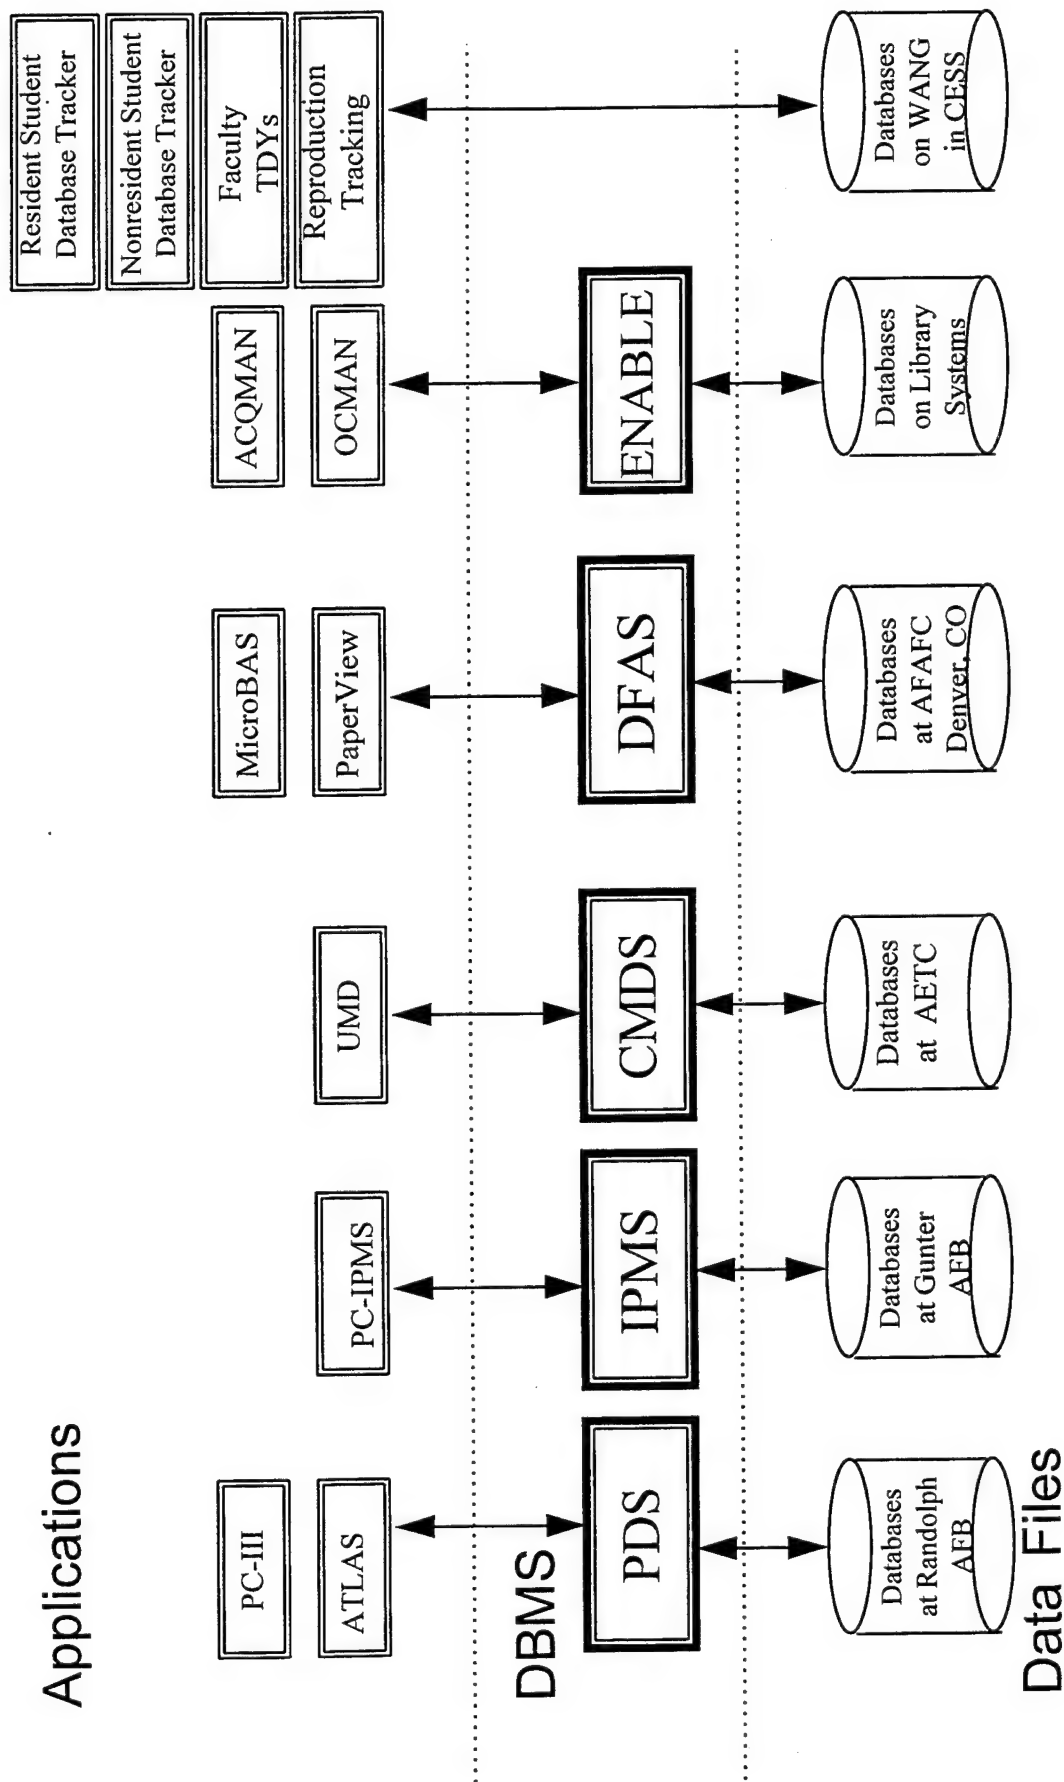 Applications
PC-III
ATLAS
PC-IPMS
UMD
MicroBAS
PaperView
ACQMAN
OCMAN
Resident Student
Database Tracker
Nonresident Student
Database Tracker
Faculty
TDYs
Reproduction
Tracking
DBMS
PDS
IPMS
CMDS
DFAS
ENABLE
Data Files
Databases
at Randolph
AFB
Databases
at Gunter
AFB
Databases
at AETC
Databases
at AFAFC
Denver, CO
Databases
on Library
Systems
Databases
on WANG
in CESS